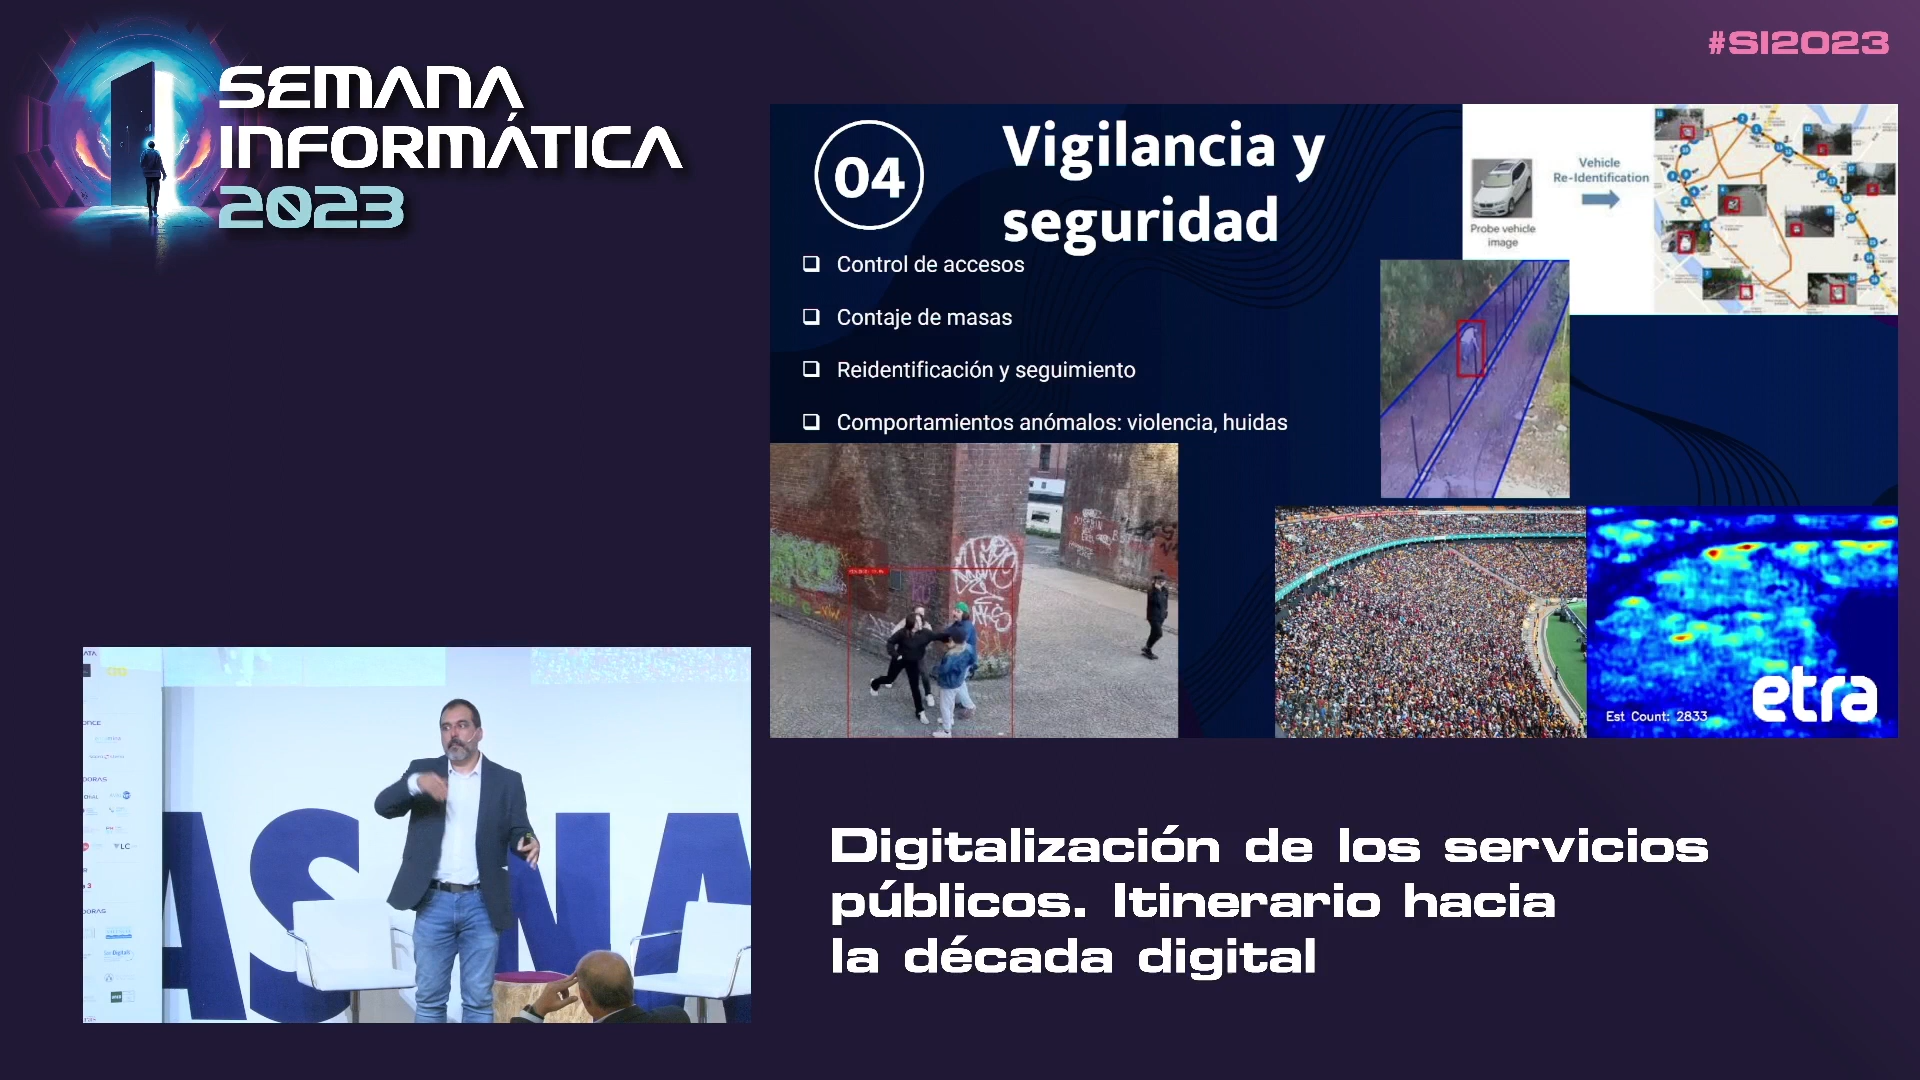 SEMANA
INFORMÁTICA
2023
#SI2023
04
Vigilancia y
seguridad
Control de accesos
Contaje de masas
Reidentificación y seguimiento
Comportamientos anómalos: violencia, huidas
Vehicle
Re-Identification
Probe vehicle
image
Est Count: 2833
etra
ASNA
Digitalización de los servicios
públicos. Itinerario hacia
la década digital